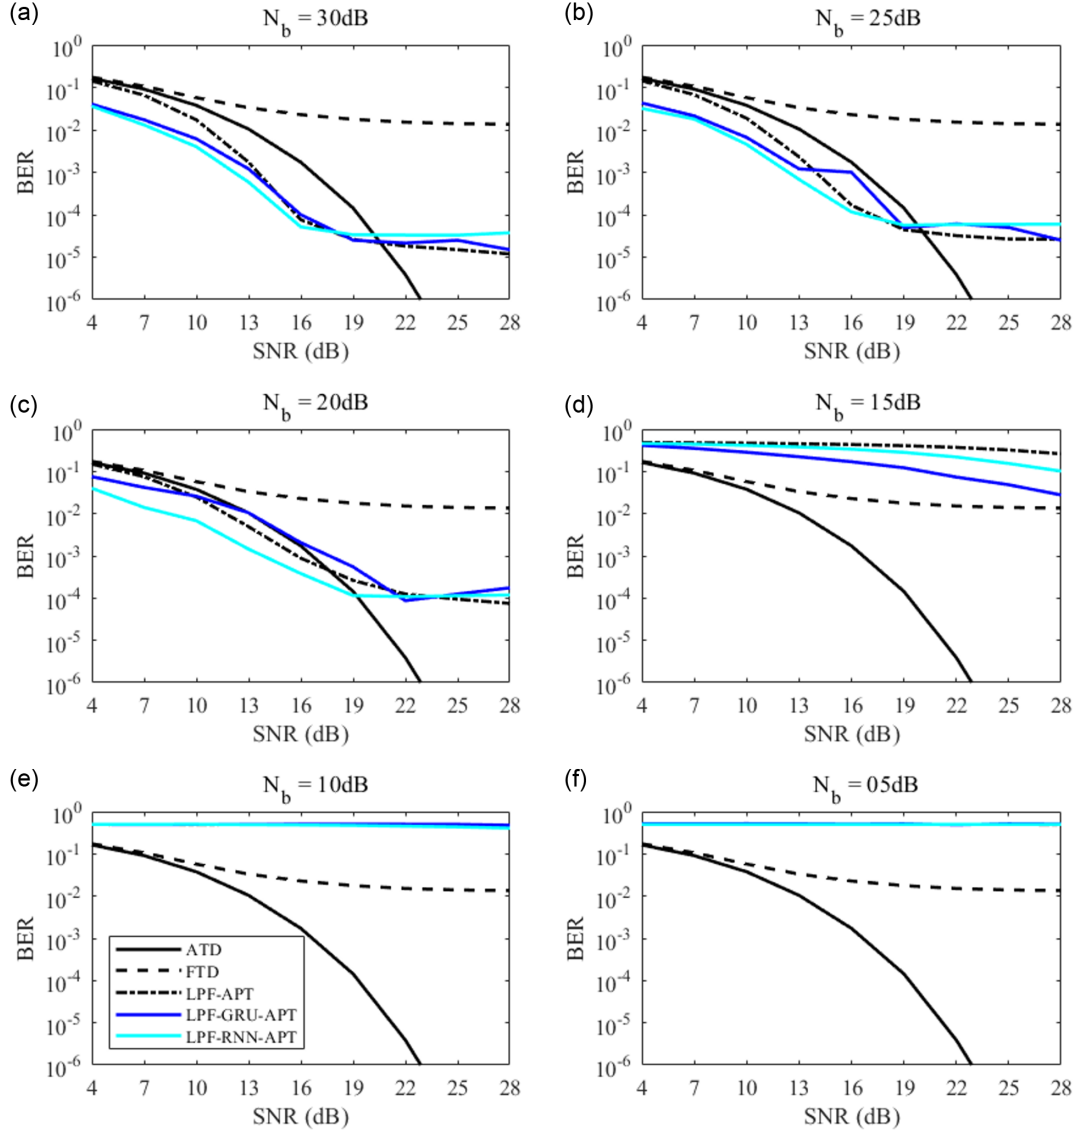 (a)
N_b = 30dB
10^0
10^-1
10^-2
10^-3
10^-4
10^-5
10^-6
BER
4 7 10 13 16 19 22 25 28
SNR (dB)
(b)
N_b = 25dB
10^0
10^-1
10^-2
10^-3
10^-4
10^-5
10^-6
BER
4 7 10 13 16 19 22 25 28
SNR (dB)
(c)
N_b = 20dB
10^0
10^-1
10^-2
10^-3
10^-4
10^-5
10^-6
BER
4 7 10 13 16 19 22 25 28
SNR (dB)
(d)
N_b = 15dB
10^0
10^-1
10^-2
10^-3
10^-4
10^-5
10^-6
BER
4 7 10 13 16 19 22 25 28
SNR (dB)
(e)
N_b = 10dB
10^0
10^-1
10^-2
10^-3
10^-4
10^-5
10^-6
BER
ATD
FTD
LPF-APT
LPF-GRU-APT
LPF-RNN-APT
4 7 10 13 16 19 22 25 28
SNR (dB)
(f)
N_b = 05dB
10^0
10^-1
10^-2
10^-3
10^-4
10^-5
10^-6
BER
4 7 10 13 16 19 22 25 28
SNR (dB)